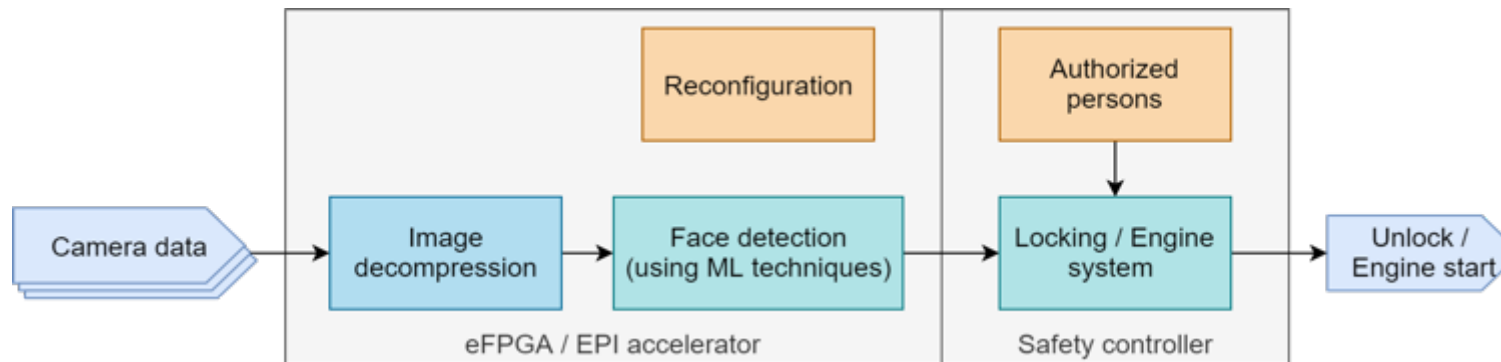 Reconfiguration
Authorized
persons
Camera data
Image
decompression
Face detection
(using ML techniques)
Locking / Engine
system
Unlock /
Engine start
eFPGA / EPI accelerator
Safety controller